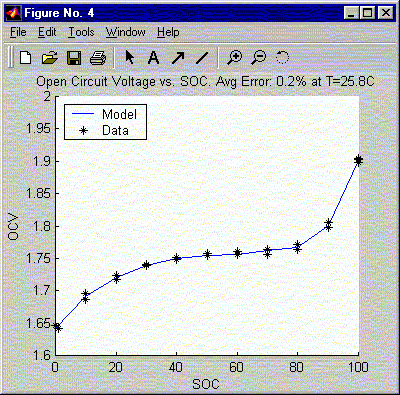 Figure No. 4
File Edit Tools Window Help
A
Open Circuit Voltage vs. SOC. Avg Error: 0.2% at T=25.8C
2
1.95
1.9
1.85
1.8
1.75
1.7
1.65
1.6
OCV
Model
Data
0 20 40 60 80 100
SOC